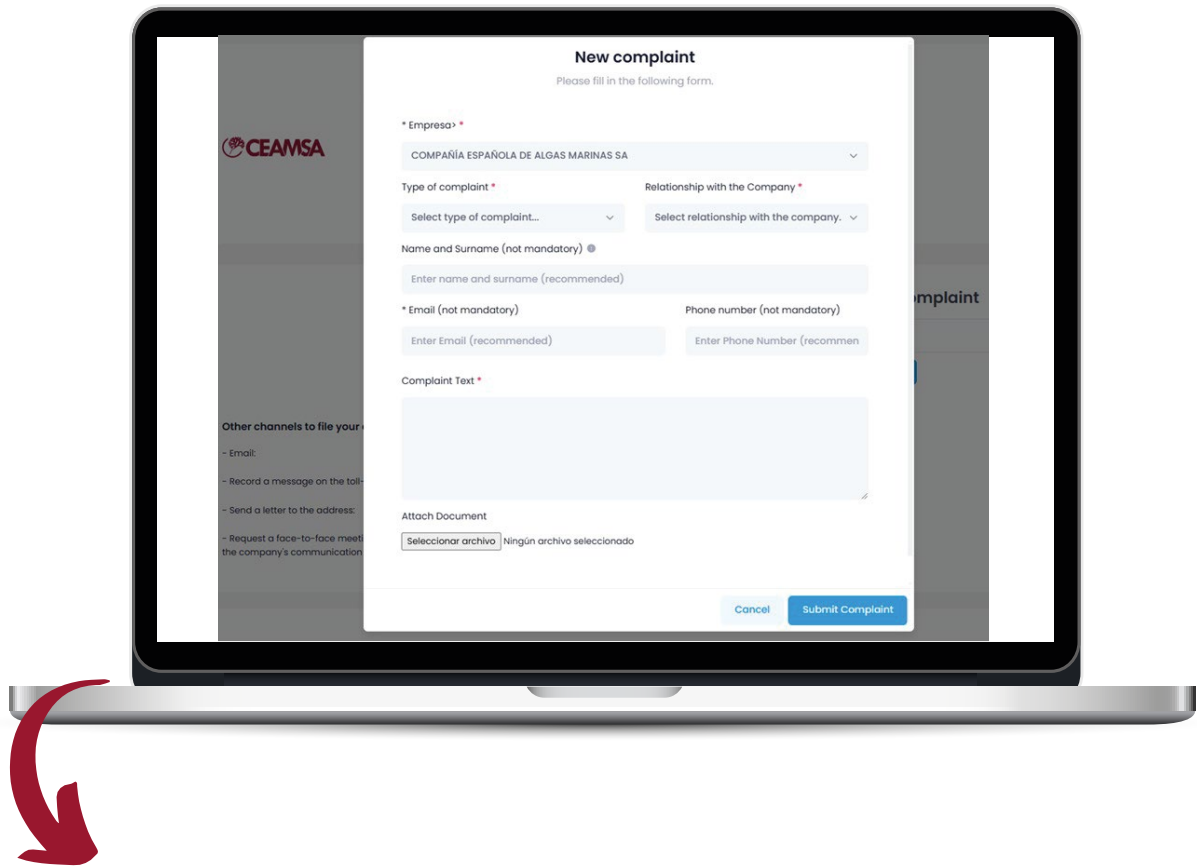 New complaint
Please fill in the following form.
* Empresa> *
CEAMSA
COMPAÑÍA ESPAÑOLA DE ALGAS MARINAS SA
Type of complaint *
Relationship with the Company *
Select type of complaint...
Select relationship with the company.
Name and Surname (not mandatory)
Enter name and surname (recommended)
mplaint
* Email (not mandatory)
Phone number (not mandatory)
Enter Email (recommended)
Enter Phone Number (recommen
Complaint Text *
Other channels to file your
- Email:
- Record a message on the toll-
- Send a letter to the address:
- Request a face-to-face meeti
the company's communication
Attach Document
Seleccionar archivo Ningún archivo seleccionado
Cancel
Submit Complaint